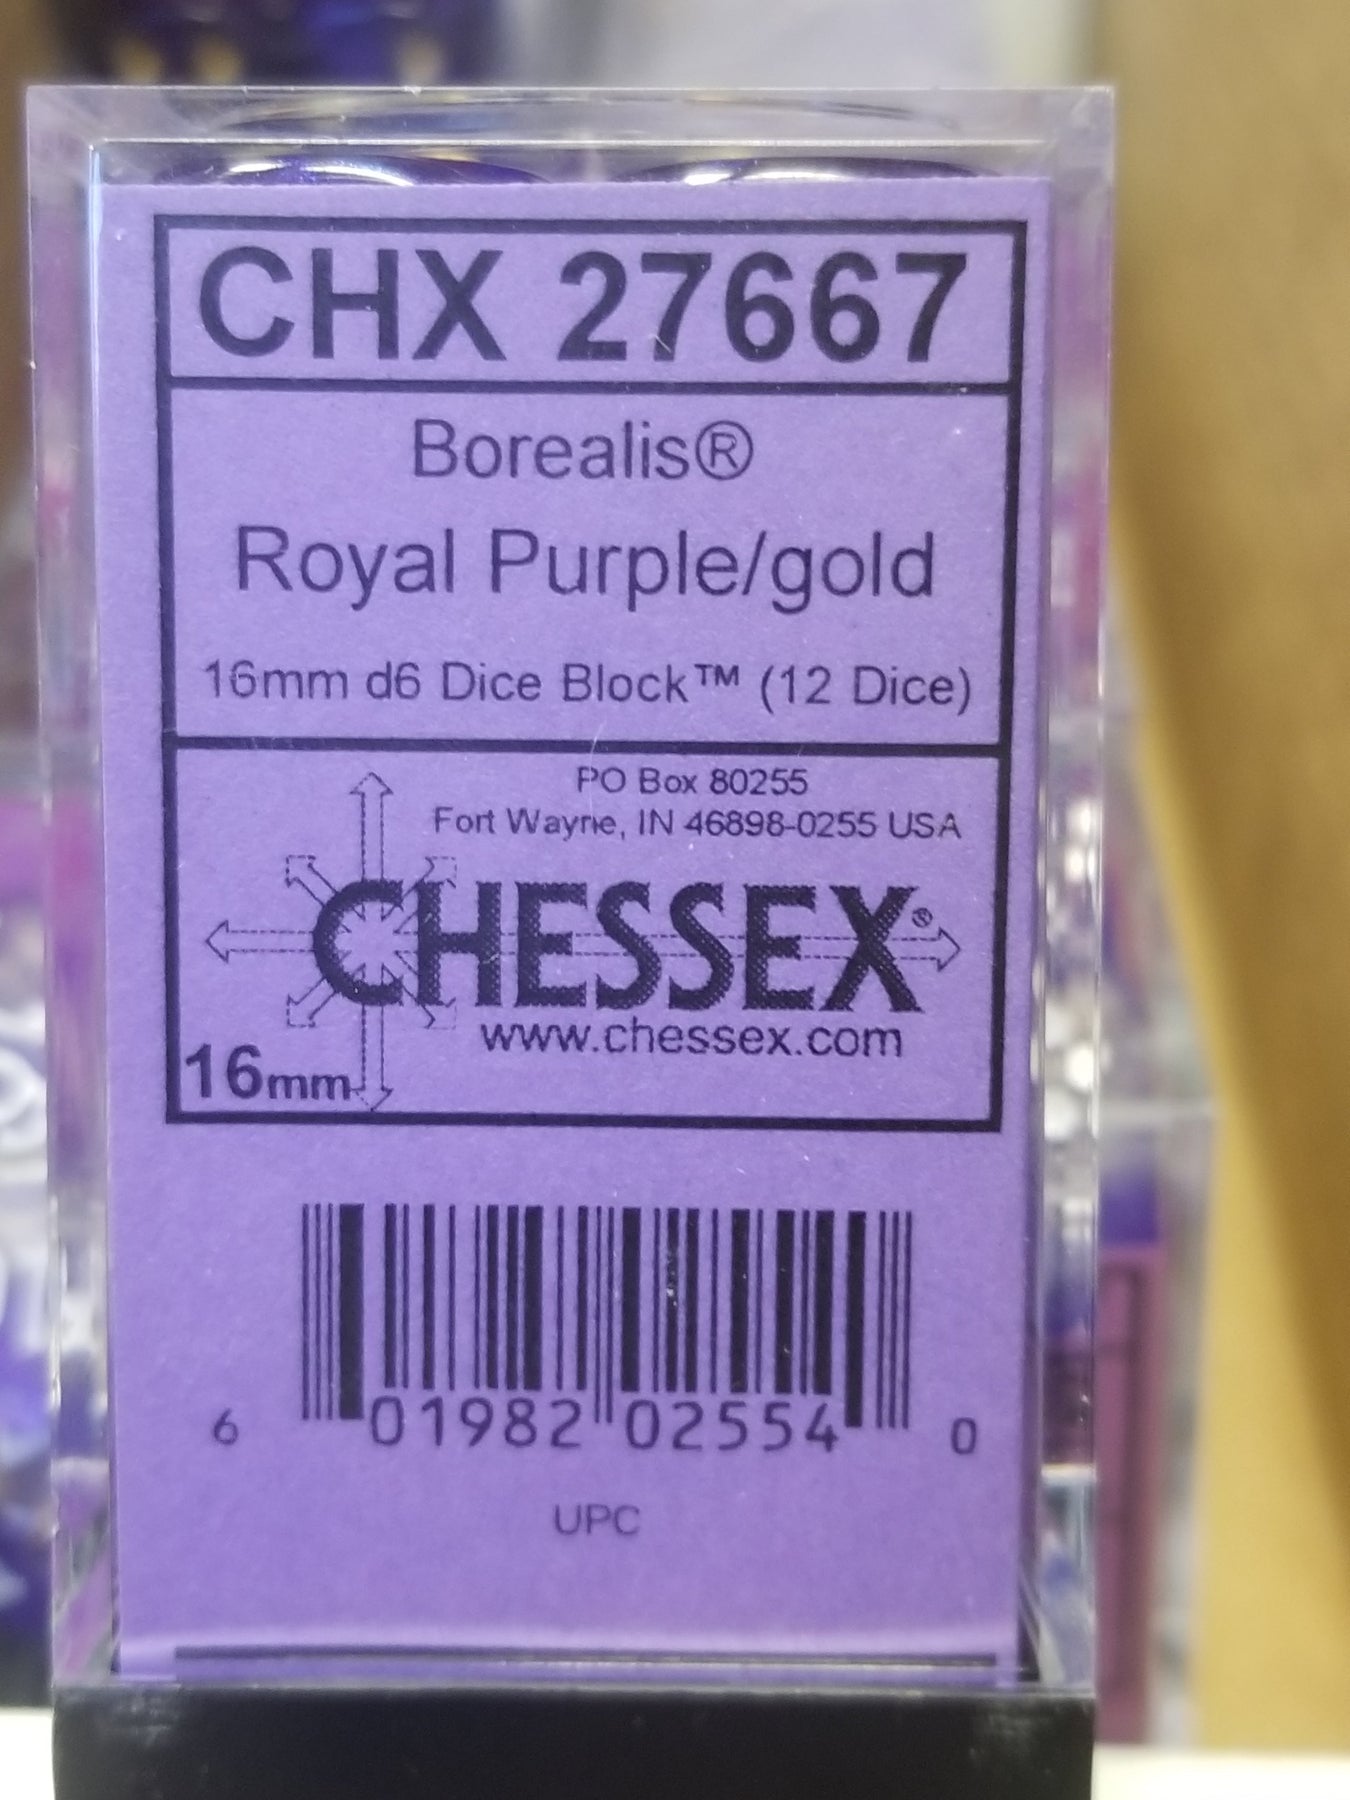 CHX 27667
Borealis®
Royal Purple/gold
16mm d6 Dice Block™ (12 Dice)
PO Box 80255
Fort Wayne, IN 46898-0255 USA
CHESSEX®
www.chessex.com
16mm
6 01982 02554 0
UPC